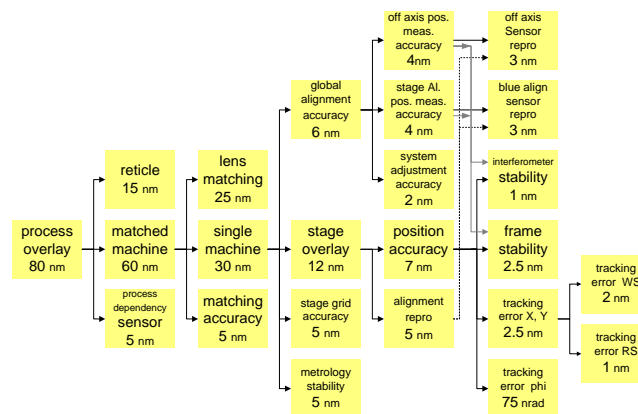 process
overlay
80 nm
reticle
15 nm
matched
machine
60 nm
process
dependency
sensor
5 nm
lens
matching
25 nm
single
machine
30 nm
matching
accuracy
5 nm
global
alignment
accuracy
6 nm
stage
overlay
12 nm
stage grid
accuracy
5 nm
metrology
stability
5 nm
off axis pos.
meas.
accuracy
4nm
stage Al.
pos. meas.
accuracy
4 nm
system
adjustment
accuracy
2 nm
position
accuracy
7 nm
alignment
repro
5 nm
off axis
Sensor
repro
3 nm
blue align
sensor
repro
3 nm
interferometer
stability
1 nm
frame
stability
2.5 nm
tracking
error X, Y
2.5 nm
tracking
error phi
75 nrad
tracking
error WS
2 nm
tracking
error RS
1 nm